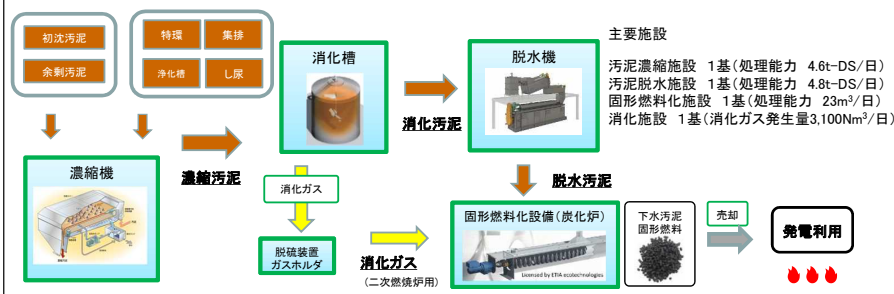 初沈汚泥
余剰汚泥
特環
集排
浄化槽
し尿
濃縮機
濃縮汚泥
消化槽
消化汚泥
脱水機
脱水汚泥
消化ガス
脱硫装置
ガスホルダ
消化ガス
(二次燃焼炉用)
固形燃料化設備(炭化炉)
Licensed by ETIA ecotechnologies
下水汚泥
固形燃料
売却
発電利用
主要施設
汚泥濃縮施設 1基(処理能力 4.6t-DS/日)
汚泥脱水施設 1基(処理能力 4.8t-DS/日)
固形燃料化施設 1基(処理能力 23m³/日)
消化施設 1基(消化ガス発生量3,100Nm³/日)